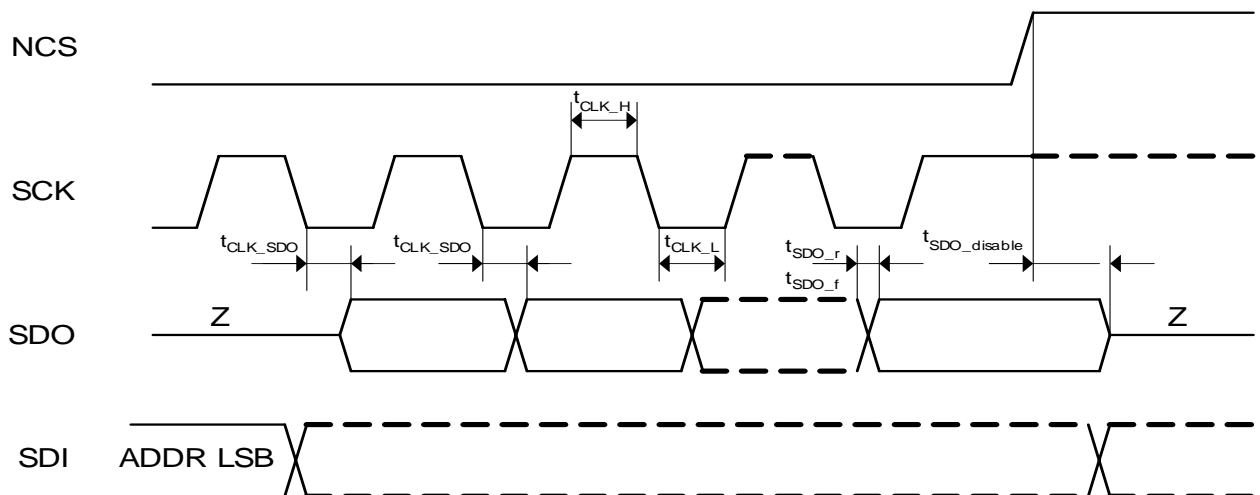 NCS
tCLK_H
SCK
tCLK_SDO
tCLK_SDO
tCLK_L
tSDO_r
tSDO_f
tSDO_disable
Z
Z
SDO
SDI
ADDR LSB